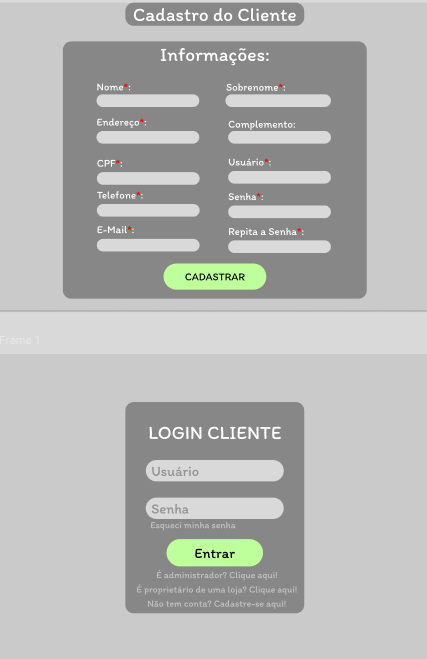 Cadastro do Cliente
Informações:
Nome*: Sobrenome*:
Endereço*: Complemento:
CPF*: Usuário*:
Telefone*: Senha*:
E-Mail*: Repita a Senha*:
CADASTRAR
Frame 1
LOGIN CLIENTE
Usuário
Senha
Esqueci minha senha
Entrar
É administrador? Clique aqui!
É proprietário de uma loja? Clique aqui!
Não tem conta? Cadastre-se aqui!